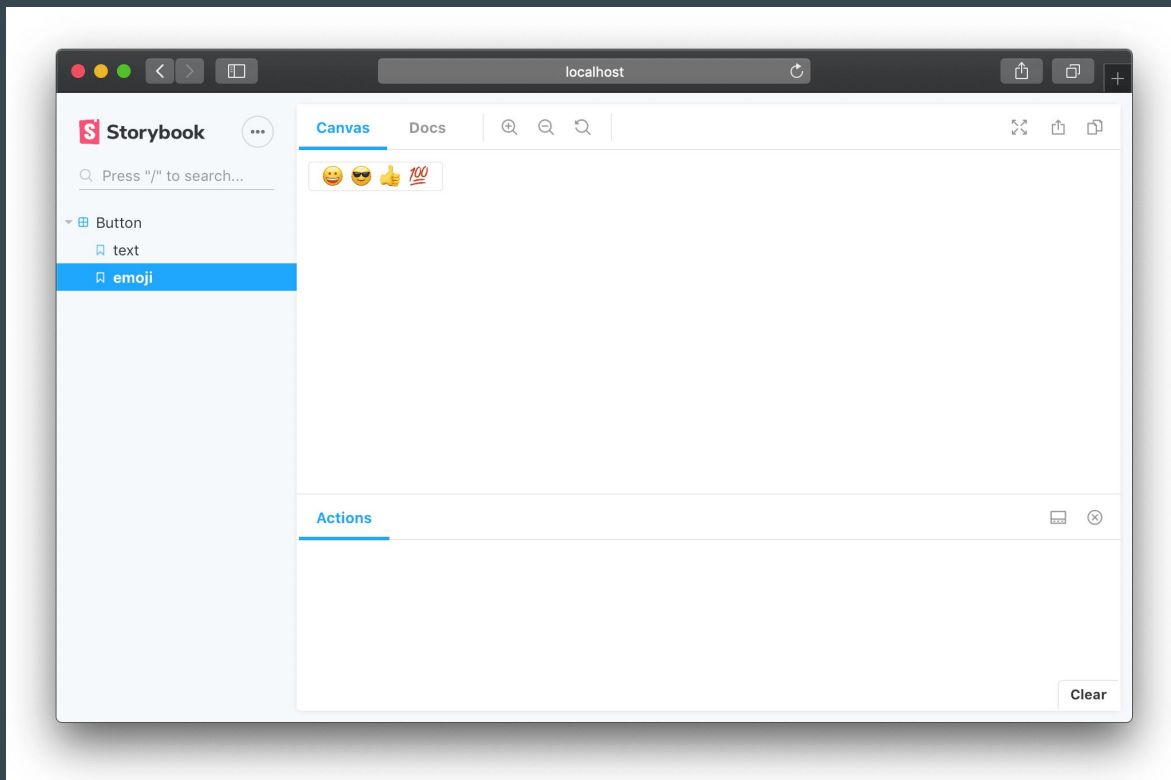 localhost
Storybook
Canvas Docs
Press "/" to search...
😀 😎 👍 💯
Button
text
emoji
Actions
Clear